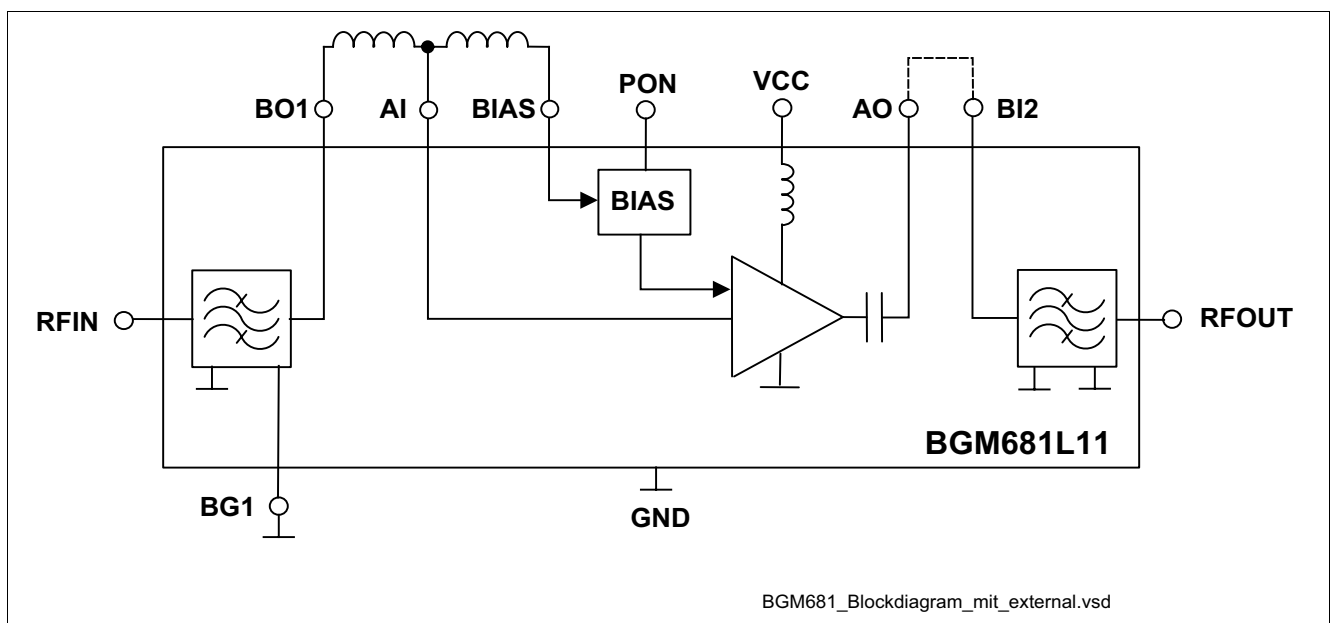 BO1
AI
BIAS
PON
VCC
AO
BI2
BIAS
RFIN
RFOUT
BGM681L11
BG1
GND
BGM681_Blockdiagram_mit_external.vsd